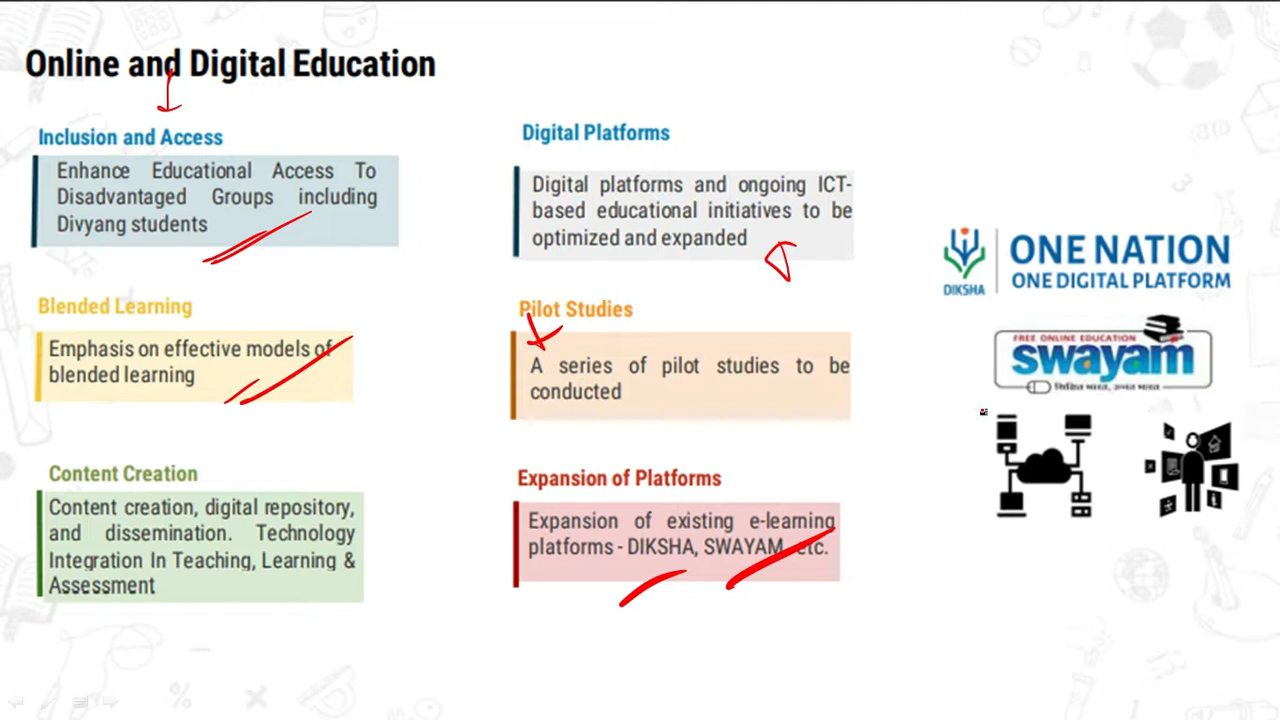 Online and Digital Education
Inclusion and Access
Enhance Educational Access To
Disadvantaged Groups including
Divyang students
Blended Learning
Emphasis on effective models of
blended learning
Content Creation
Content creation, digital repository,
and dissemination. Technology
Integration In Teaching, Learning &
Assessment
Digital Platforms
Digital platforms and ongoing ICT-
based educational initiatives to be
optimized and expanded
Pilot Studies
A series of pilot studies to be
conducted
Expansion of Platforms
Expansion of existing e-learning
platforms - DIKSHA, SWAYAM, etc.
DIKSHA
ONE NATION
ONE DIGITAL PLATFORM
FREE ONLINE EDUCATION
swayam